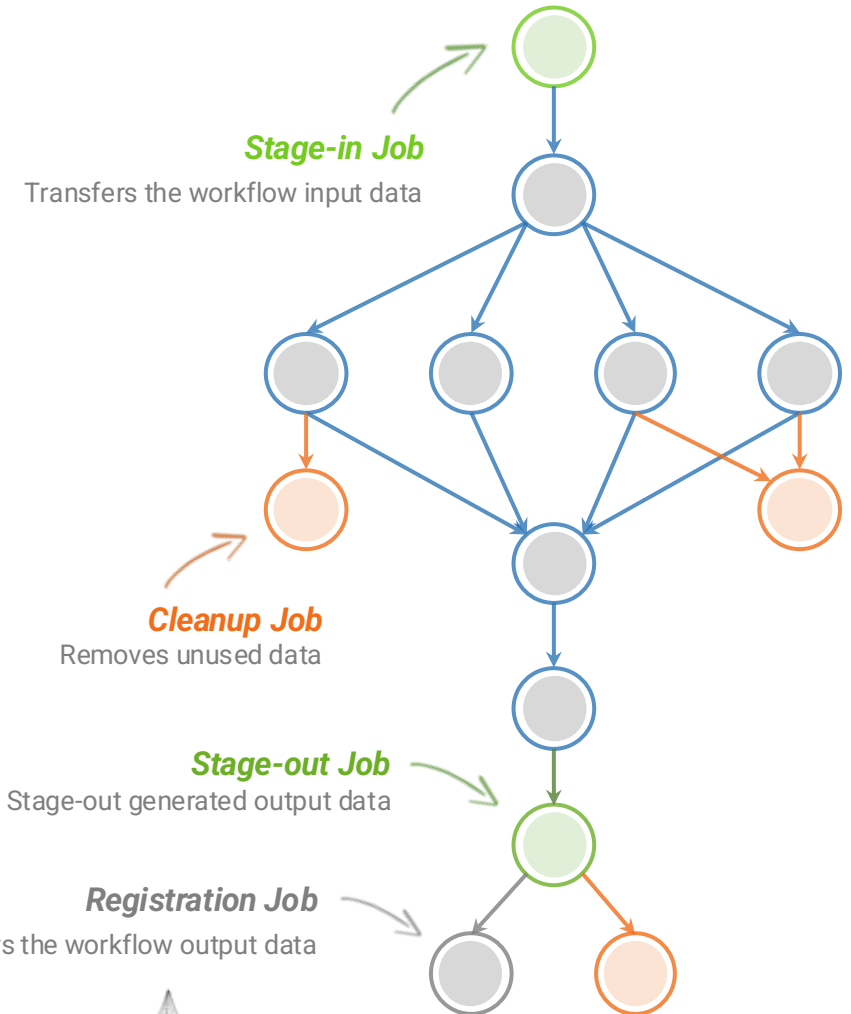 Stage-in Job
Transfers the workflow input data
Cleanup Job
Removes unused data
Stage-out Job
Stage-out generated output data
Registration Job
the workflow output data